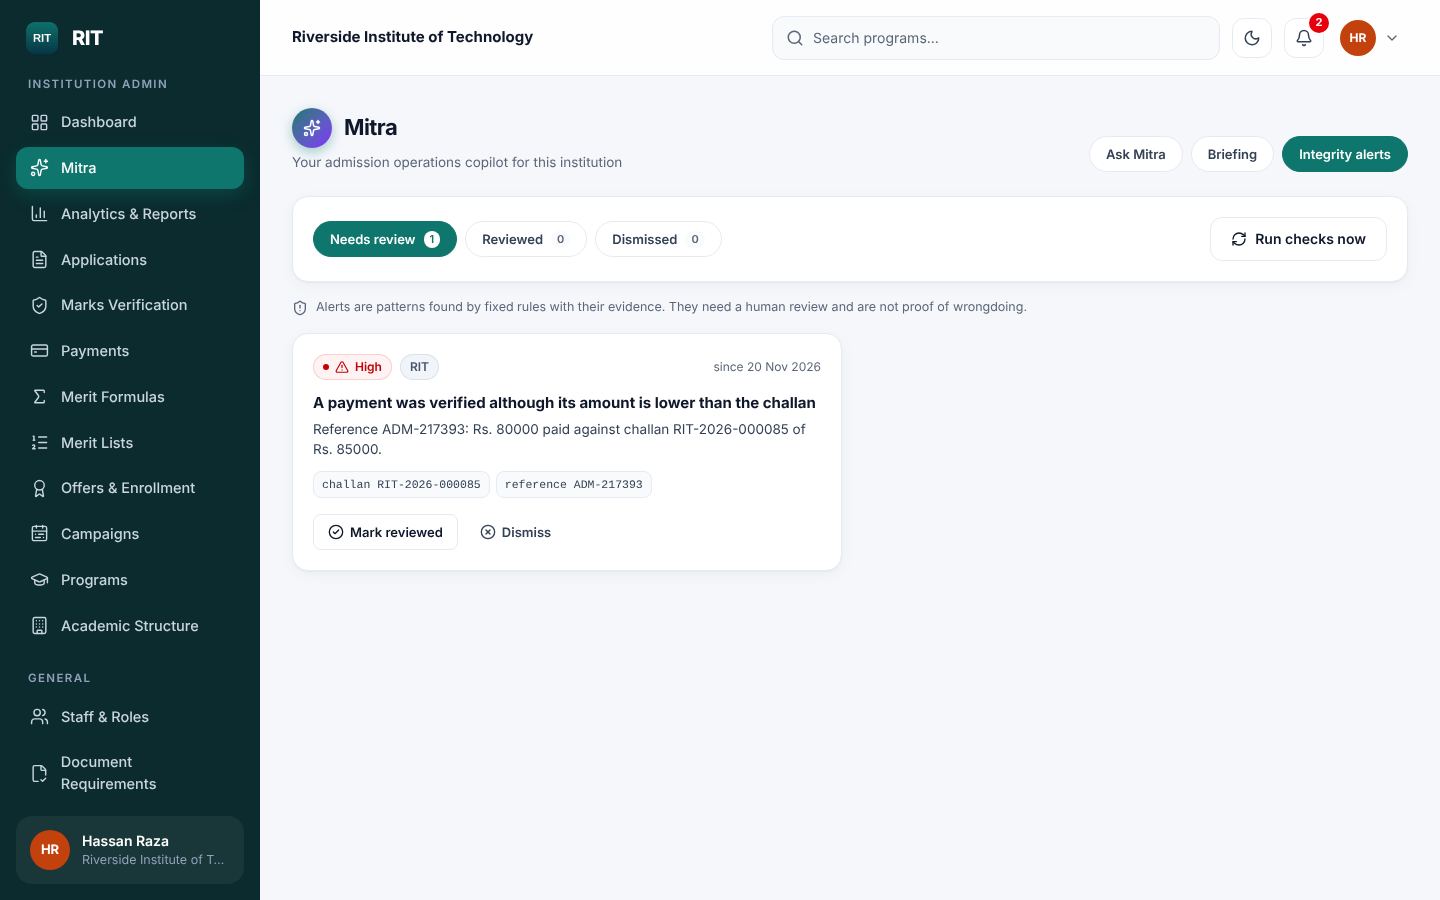 RIT
RIT
INSTITUTION ADMIN
Dashboard
Mitra
Analytics & Reports
Applications
Marks Verification
Payments
Merit Formulas
Merit Lists
Offers & Enrollment
Campaigns
Programs
Academic Structure
GENERAL
Staff & Roles
Document
Requirements
HR
Hassan Raza
Riverside Institute of T...
Riverside Institute of Technology
Search programs...
2
HR
Mitra
Your admission operations copilot for this institution
Ask Mitra
Briefing
Integrity alerts
Needs review 1
Reviewed 0
Dismissed 0
Run checks now
Alerts are patterns found by fixed rules with their evidence. They need a human review and are not proof of wrongdoing.
High
RIT
since 20 Nov 2026
A payment was verified although its amount is lower than the challan
Reference ADM-217393: Rs. 80000 paid against challan RIT-2026-000085 of
Rs. 85000.
challan RIT-2026-000085
reference ADM-217393
Mark reviewed
Dismiss